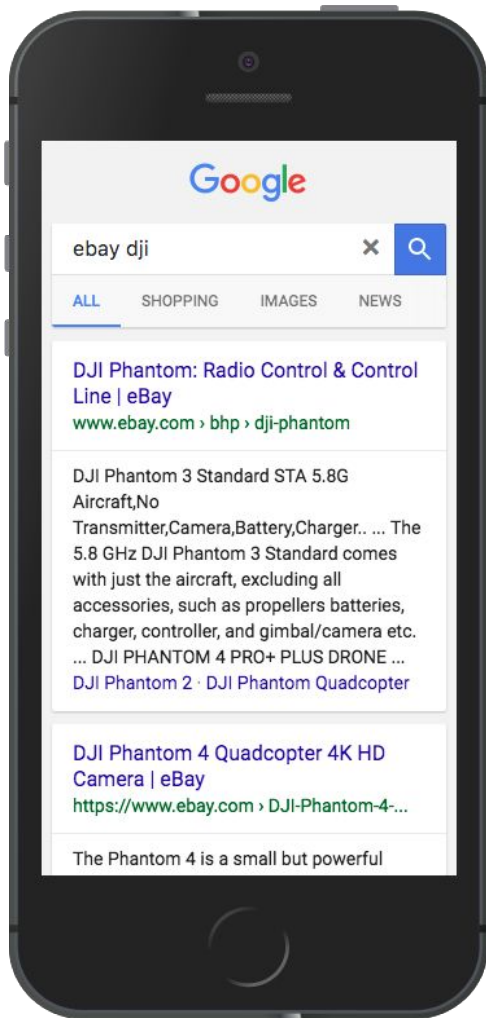 Google
ebay dji
ALL SHOPPING IMAGES NEWS
DJI Phantom: Radio Control & Control
Line | eBay
www.ebay.com › bhp › dji-phantom
DJI Phantom 3 Standard STA 5.8G
Aircraft,No
Transmitter,Camera,Battery,Charger.. ... The
5.8 GHz DJI Phantom 3 Standard comes
with just the aircraft, excluding all
accessories, such as propellers batteries,
charger, controller, and gimbal/camera etc.
... DJI PHANTOM 4 PRO+ PLUS DRONE ...
DJI Phantom 2 · DJI Phantom Quadcopter
DJI Phantom 4 Quadcopter 4K HD
Camera | eBay
https://www.ebay.com › DJI-Phantom-4-...
The Phantom 4 is a small but powerful